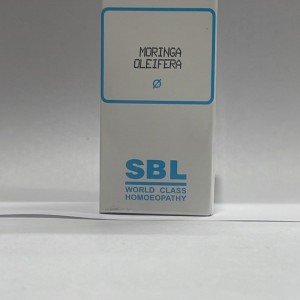 MORINGA
OLEIFERA
Ø
SBL
WORLD CLASS
HOMOEOPATHY